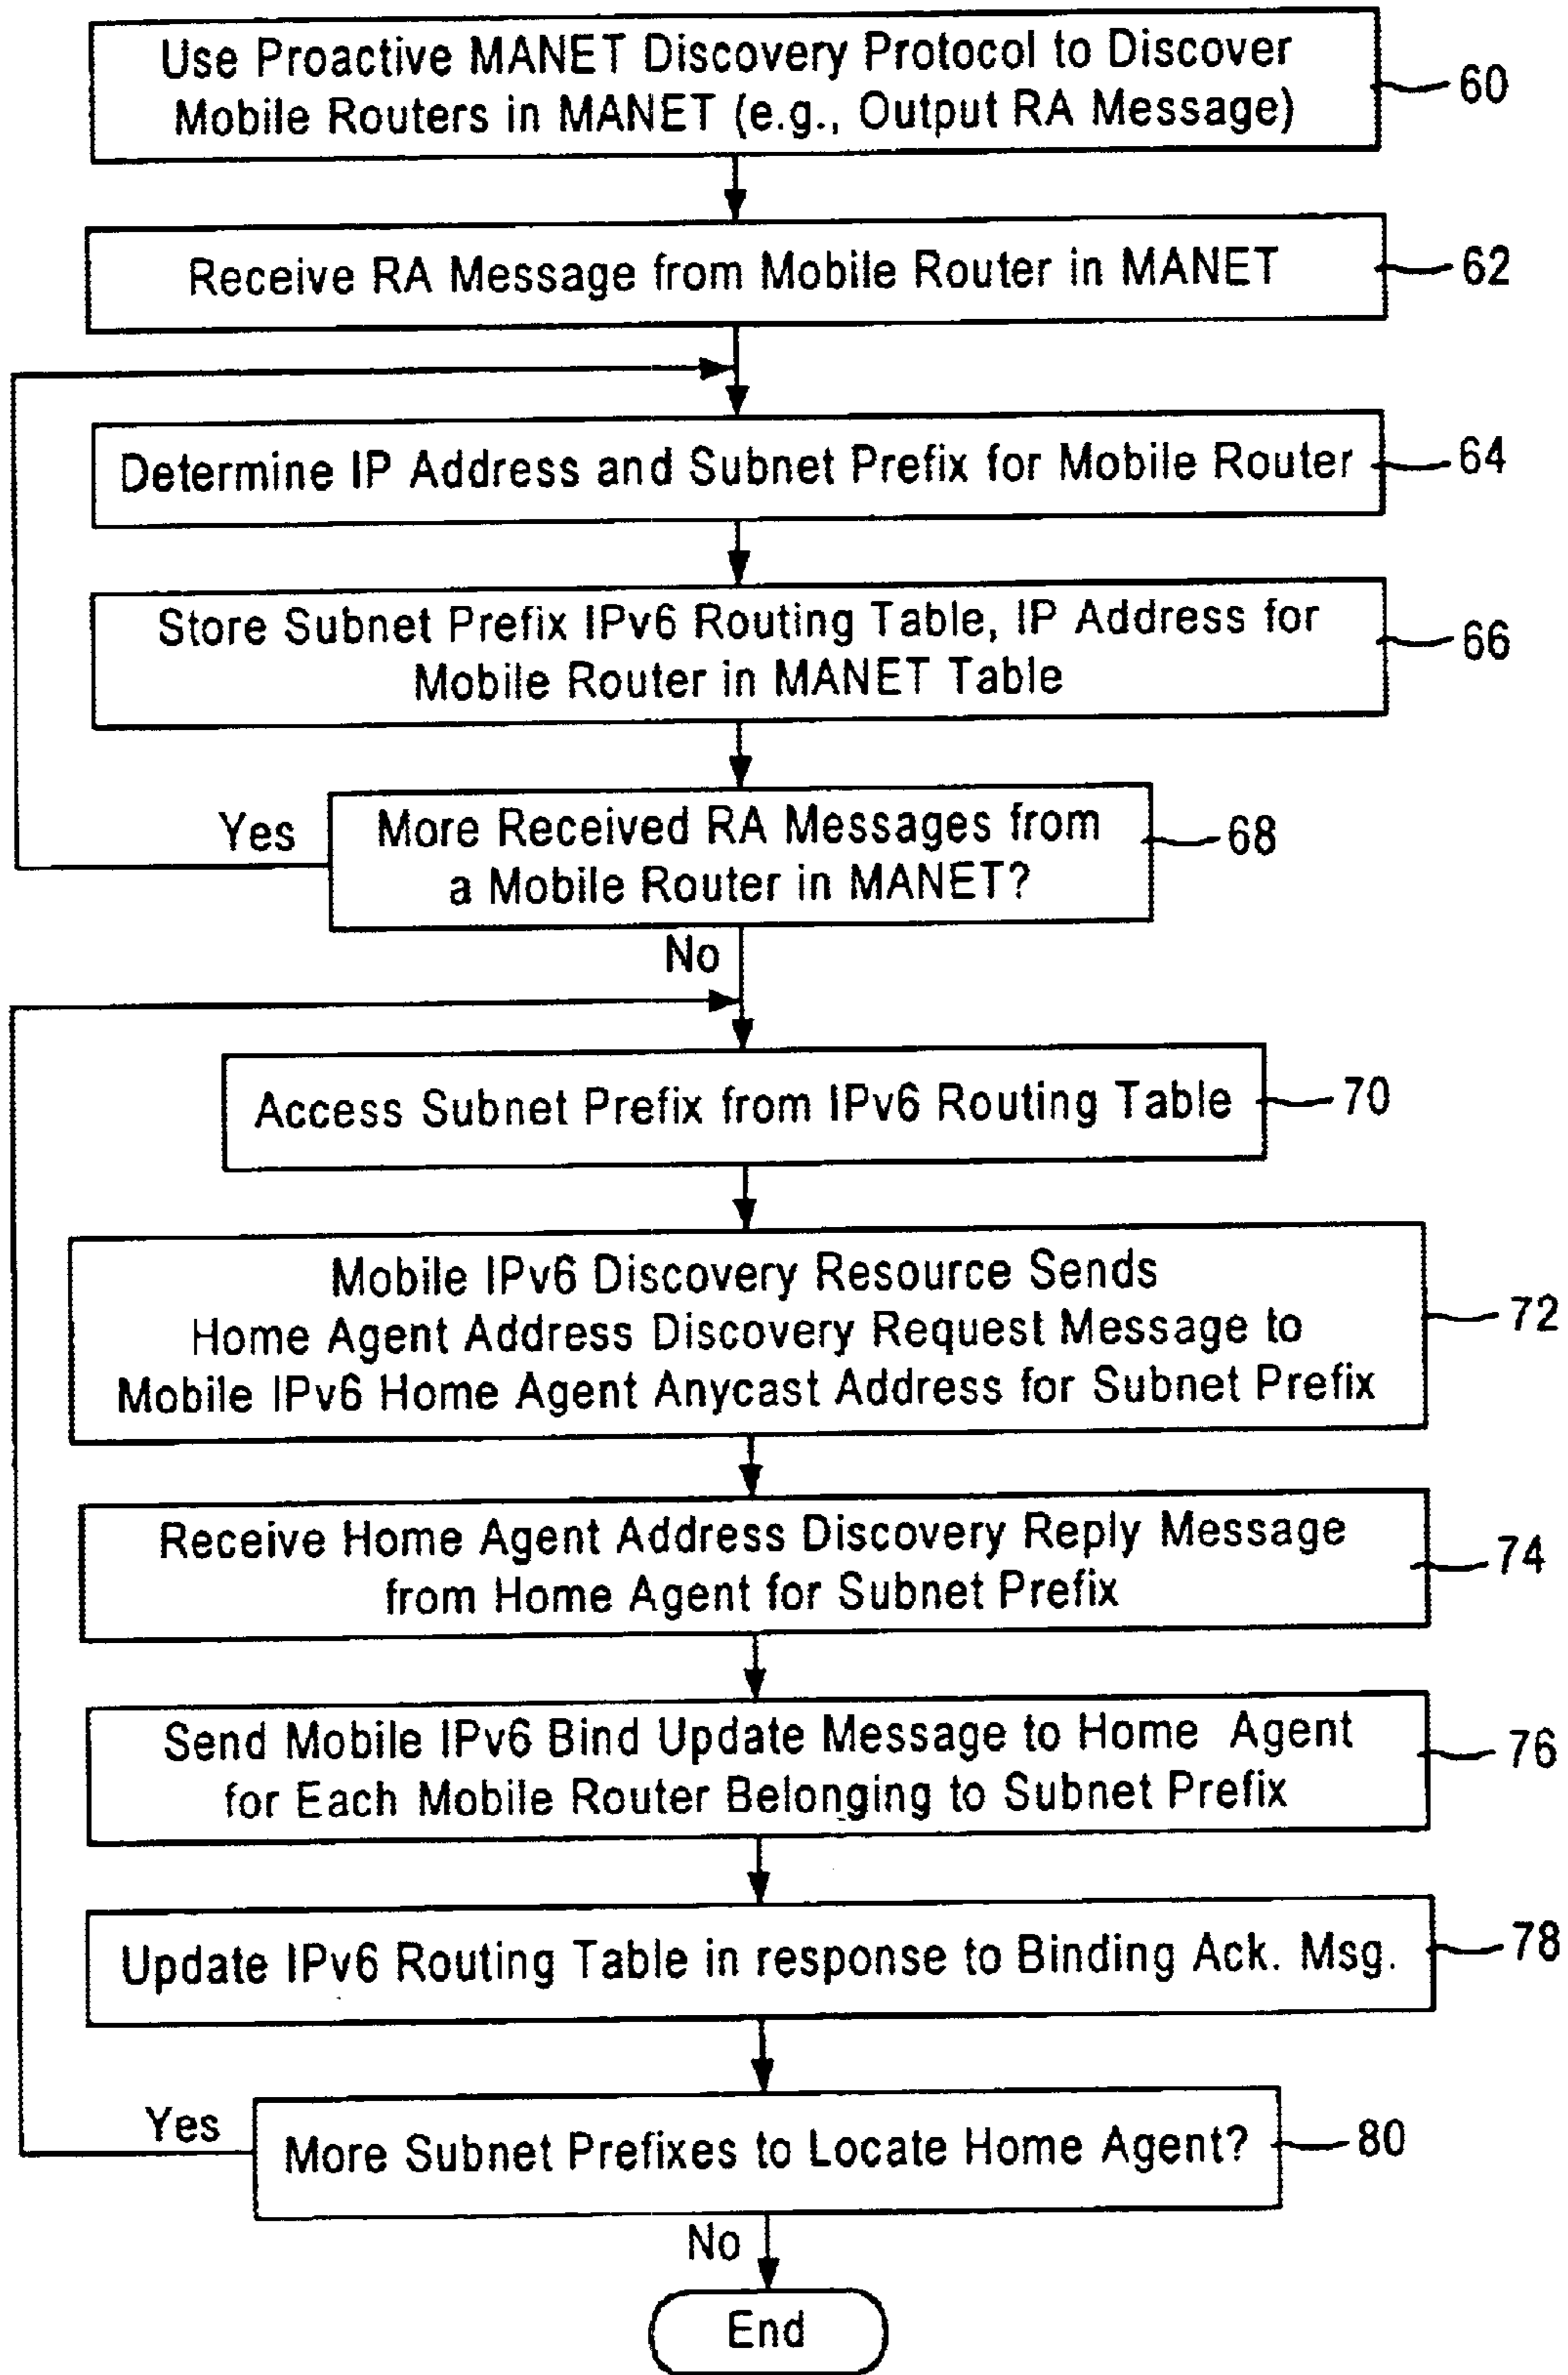 Use Proactive MANET Discovery Protocol to Discover
Mobile Routers in MANET (e.g., Output RA Message)
60
Receive RA Message from Mobile Router in MANET
62
Determine IP Address and Subnet Prefix for Mobile Router
64
Store Subnet Prefix IPv6 Routing Table, IP Address for
Mobile Router in MANET Table
66
Yes
More Received RA Messages from
a Mobile Router in MANET?
68
No
Access Subnet Prefix from IPv6 Routing Table
70
Mobile IPv6 Discovery Resource Sends
Home Agent Address Discovery Request Message to
Mobile IPv6 Home Agent Anycast Address for Subnet Prefix
72
Receive Home Agent Address Discovery Reply Message
from Home Agent for Subnet Prefix
74
Send Mobile IPv6 Bind Update Message to Home Agent
for Each Mobile Router Belonging to Subnet Prefix
76
Update IPv6 Routing Table in response to Binding Ack. Msg.
78
Yes
More Subnet Prefixes to Locate Home Agent?
80
No
End